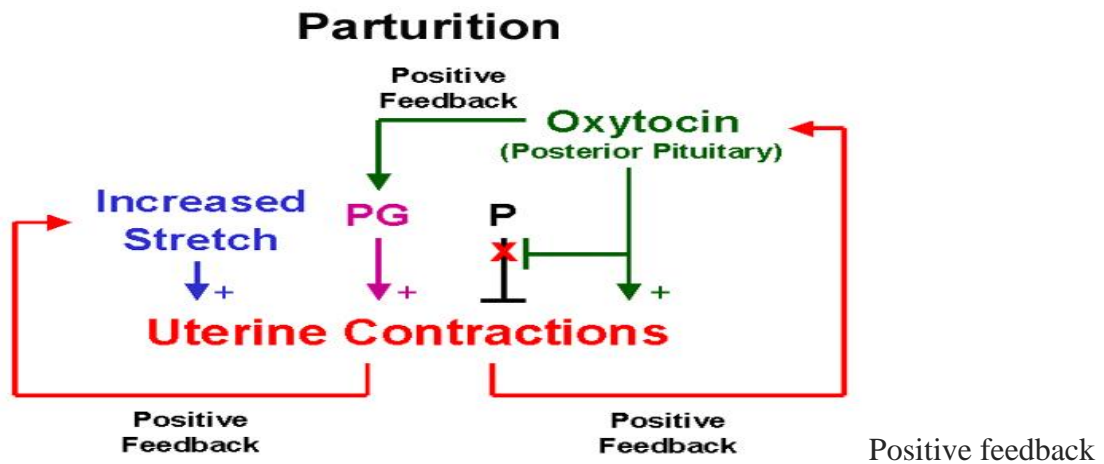 Parturition
Positive
Feedback
Oxytocin
(Posterior Pituitary)
Increased
Stretch
PG
P
x
+
+
+
Uterine Contractions
Positive
Feedback
Positive
Feedback
Positive feedback